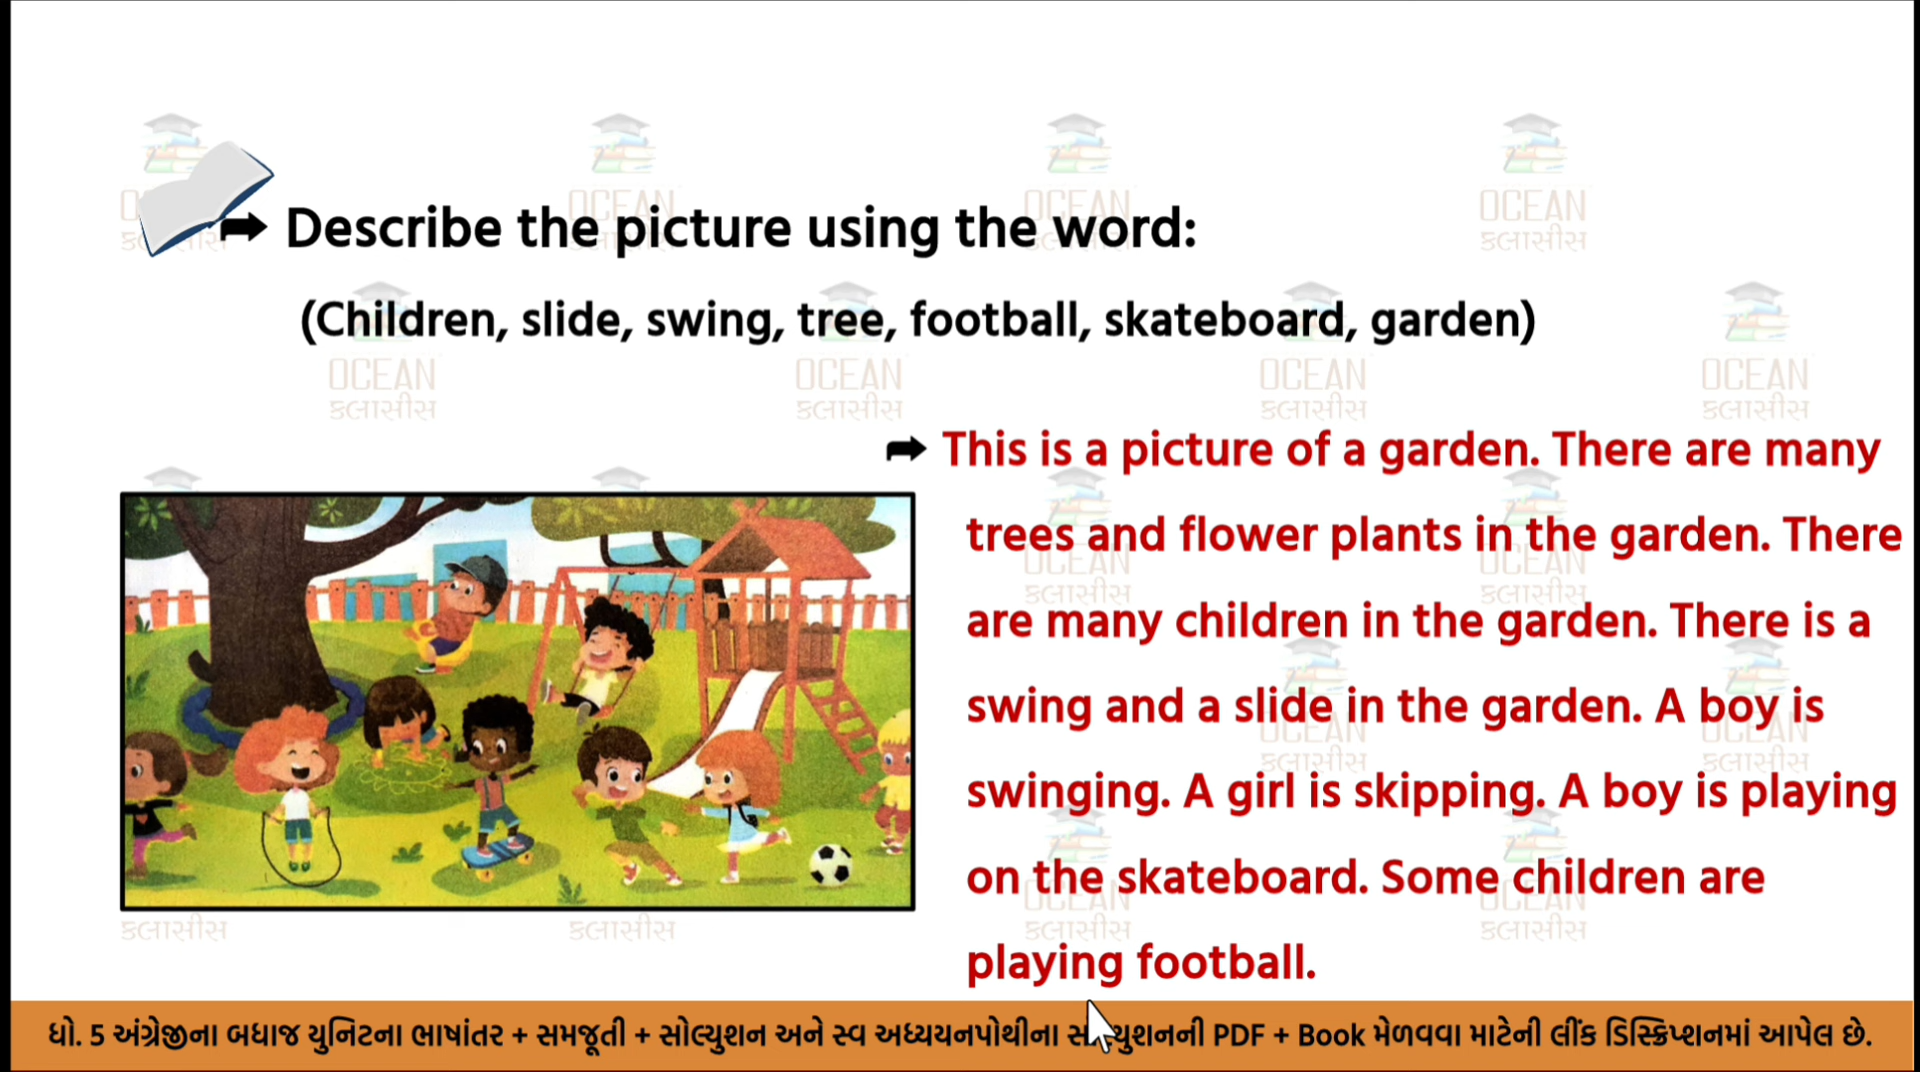 Describe the picture using the word:
(Children, slide, swing, tree, football, skateboard, garden)
This is a picture of a garden. There are many
trees and flower plants in the garden. There
are many children in the garden. There is a
swing and a slide in the garden. A boy is
swinging. A girl is skipping. A boy is playing
on the skateboard. Some children are
playing football.
OCEAN
ક્લાસીસ
ધો. 5 અંગ્રેજીના બધાજ યુનિટના ભાષાંતર + સમજૂતી + સોલ્યુશન અને સ્વ અધ્યયનપોથીના સોલ્યુશનની PDF + Book મેળવવા માટેની લીંક ડિસ્ક્રિપ્શનમાં આપેલ છે.